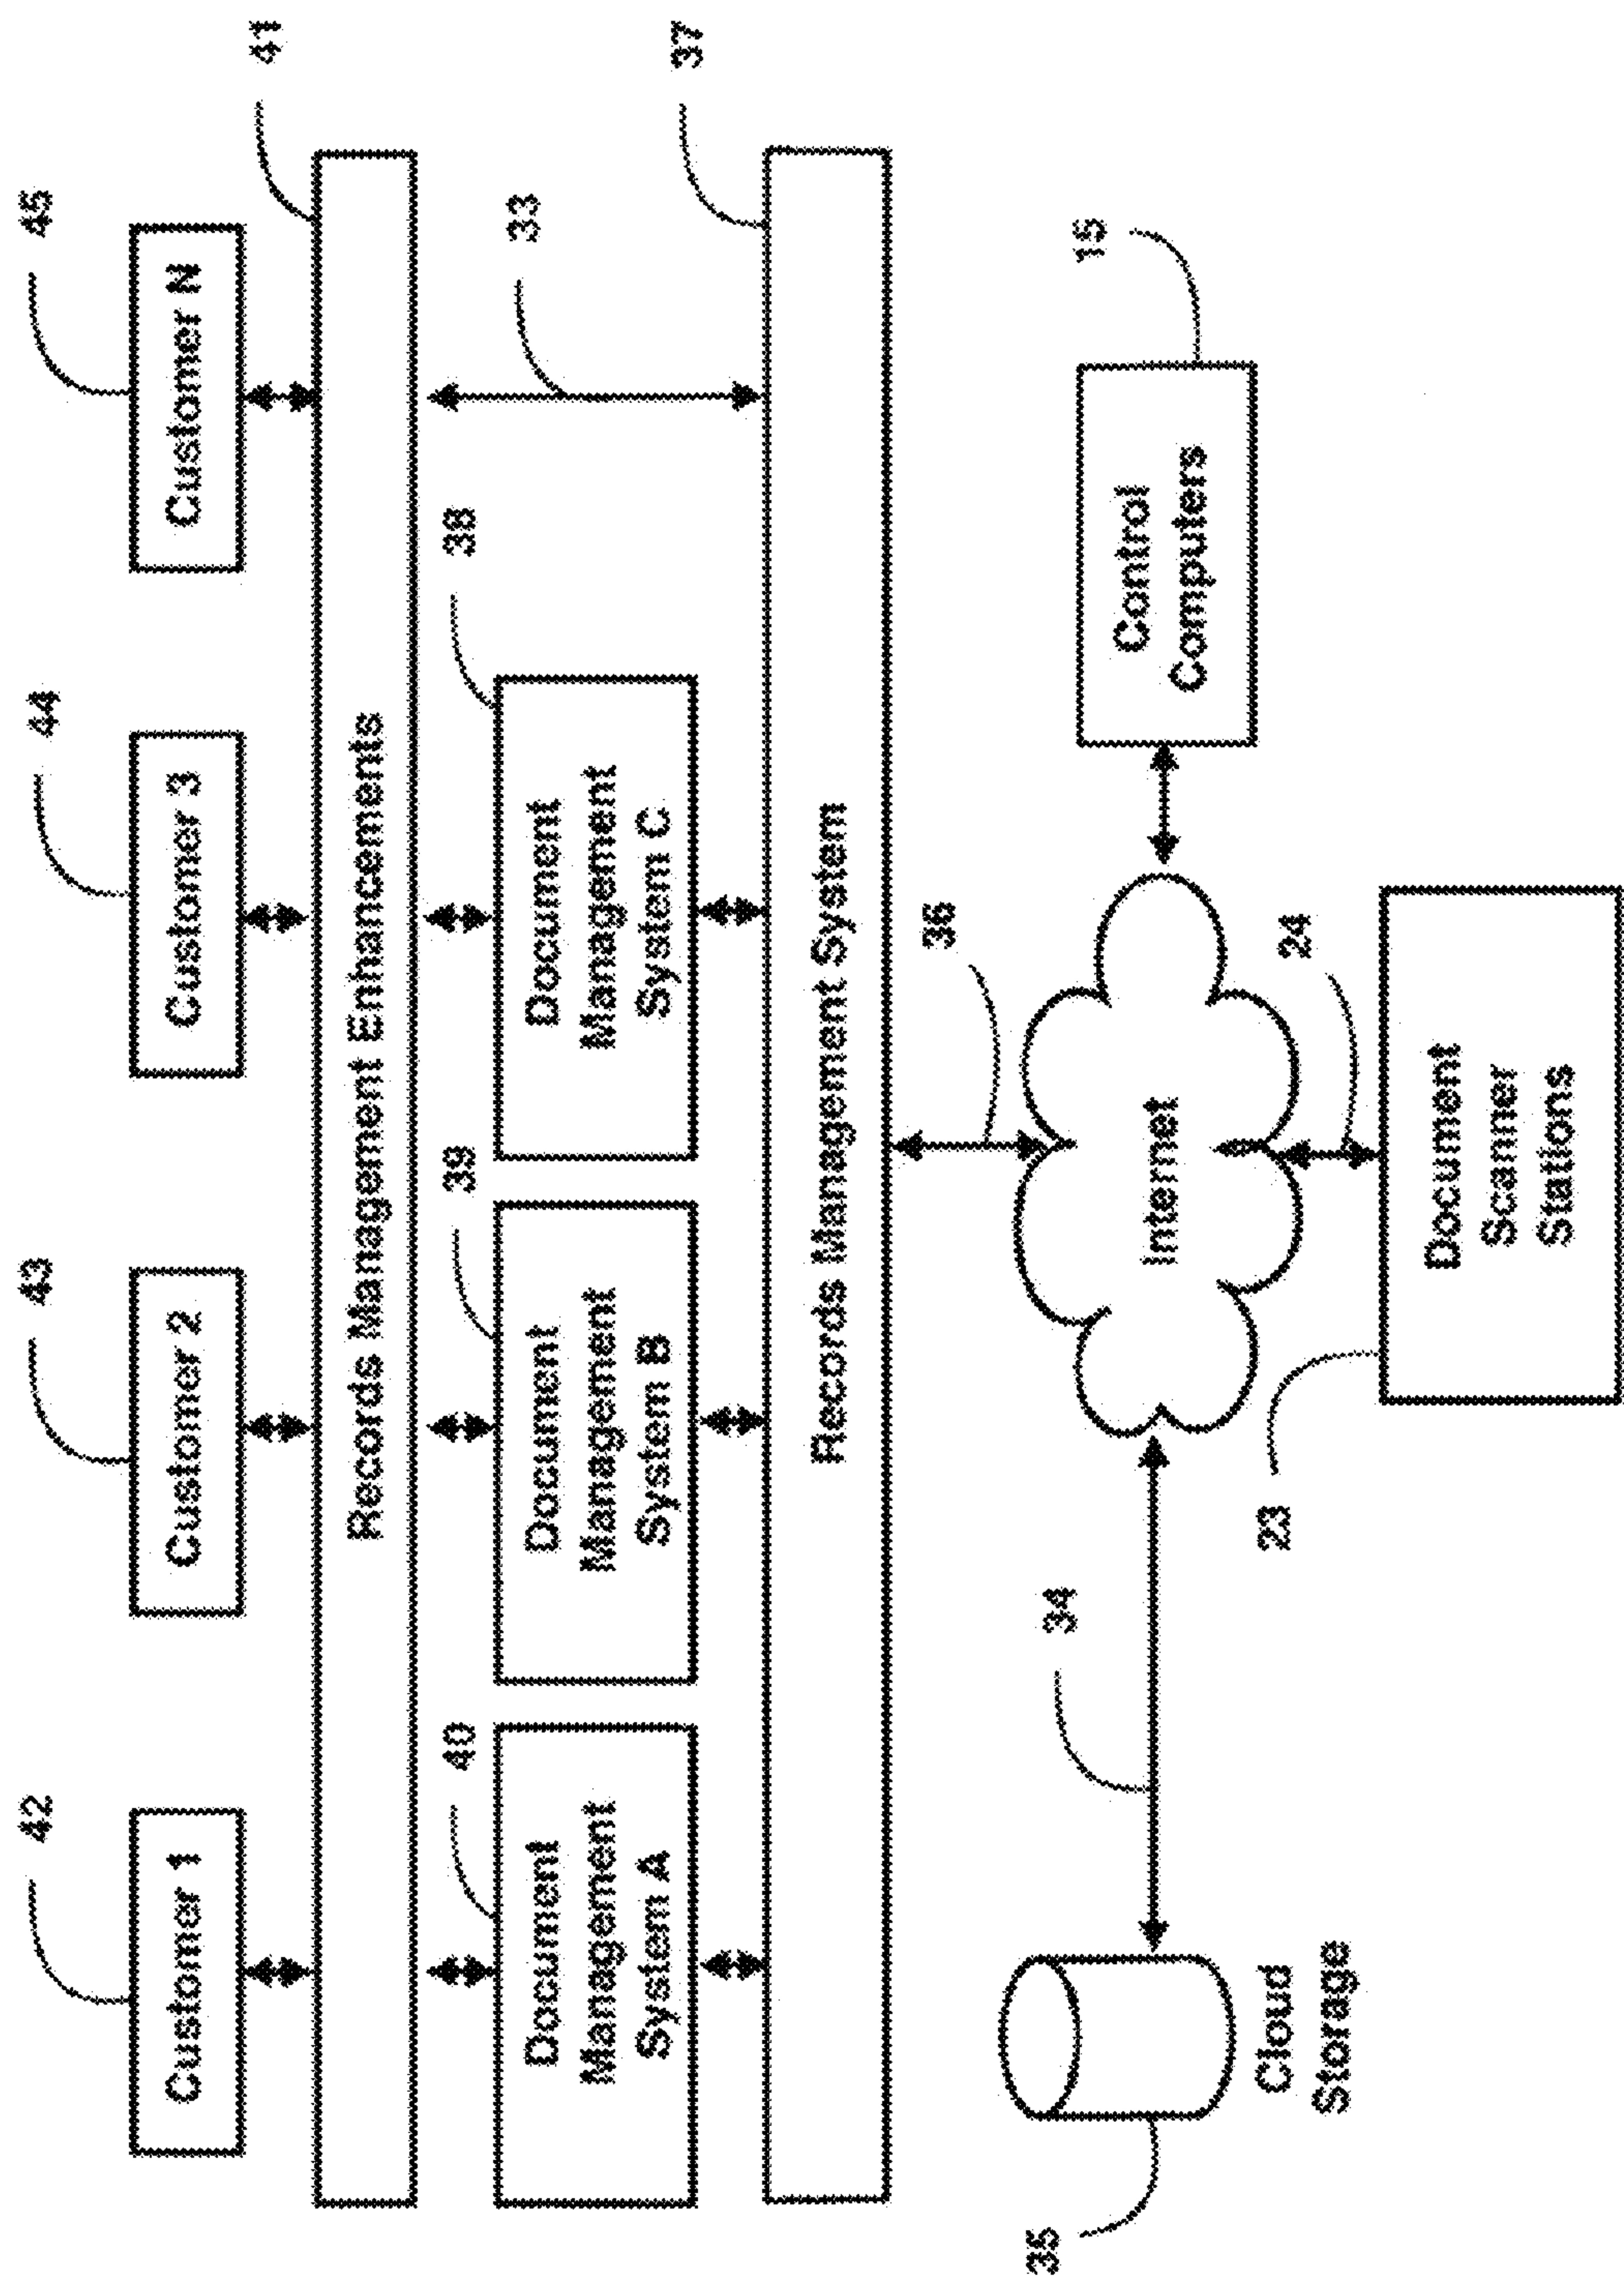 42
43
44
45
Customer 1
Customer 2
Customer 3
Customer N
41
Records Management Enhancements
40
39
38
33
Document
Management
System A
Document
Management
System B
Document
Management
System C
37
Records Management System
36
34
35
Internet
Control
Computers
15
Cloud
Storage
23
24
Document
Scanner
Stations